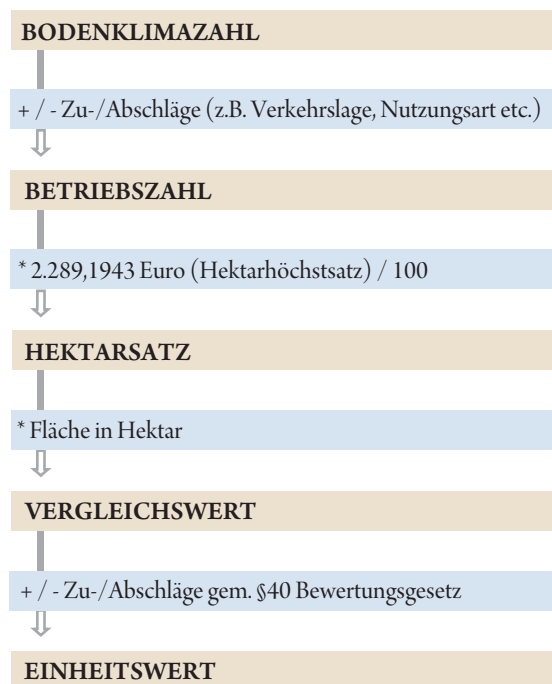 BODENKLIMAZAHL
+ / - Zu-/Abschläge (z.B. Verkehrslage, Nutzungsart etc.)
BETRIEBSZAHL
* 2.289,1943 Euro (Hektarhöchstsatz) / 100
HEKTARSATZ
* Fläche in Hektar
VERGLEICHSWERT
+ / - Zu-/Abschläge gem. §40 Bewertungsgesetz
EINHEITSWERT